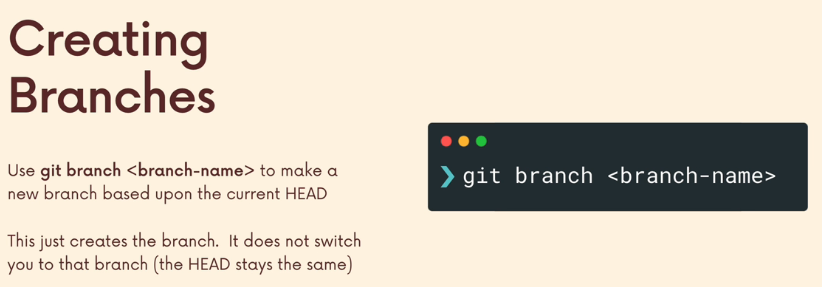 Creating
Branches
Use git branch <branch-name> to make a
new branch based upon the current HEAD
This just creates the branch.  It does not switch
you to that branch (the HEAD stays the same)
❯ git branch <branch-name>